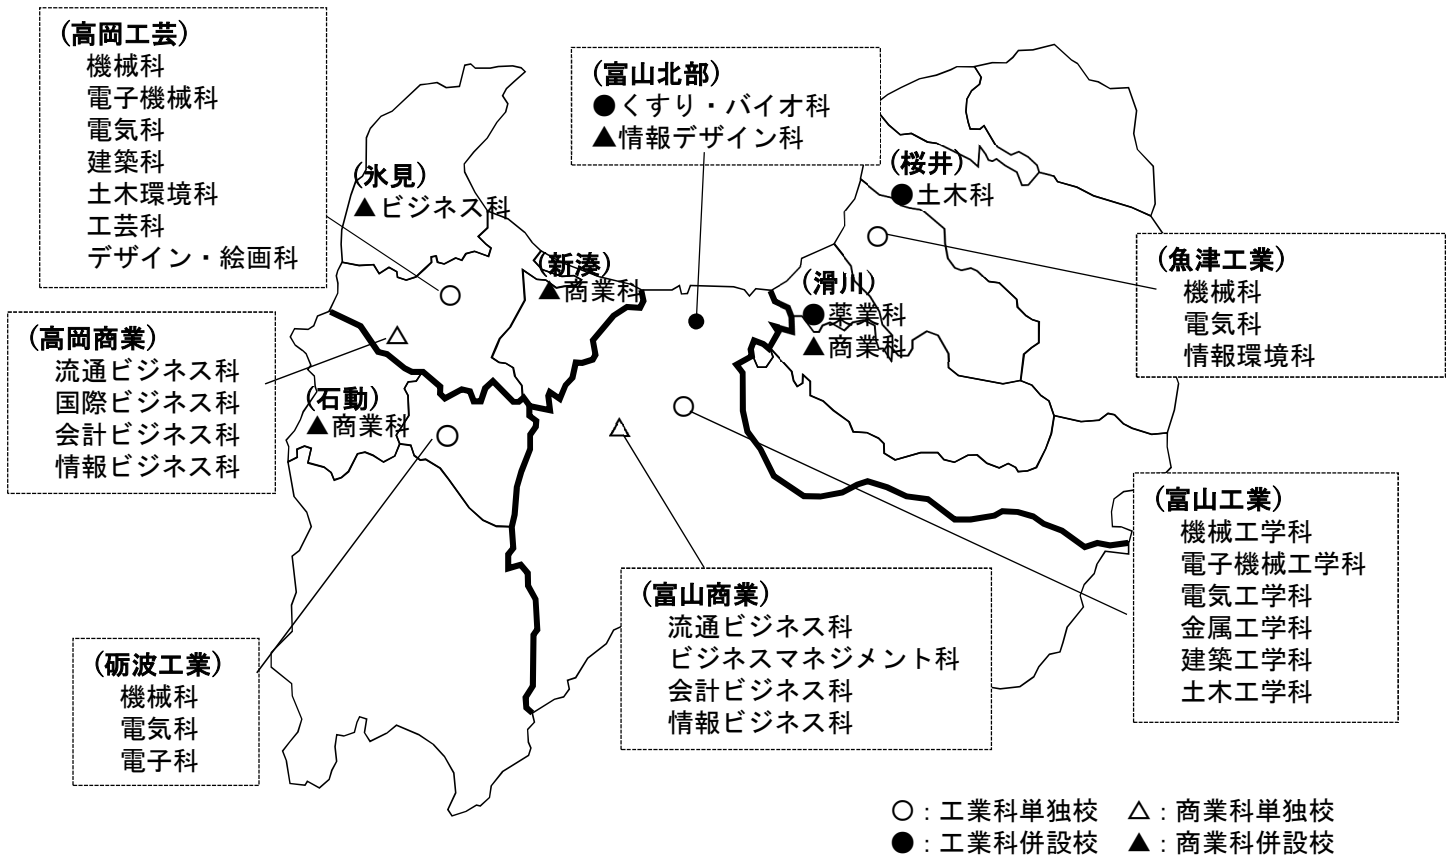 (高岡工芸)
機械科
電子機械科
電気科
建築科
土木環境科
工芸科
デザイン・絵画科
(富山北部)
●くすり・バイオ科
▲情報デザイン科
(氷見)
▲ビジネス科
(桜井)
●土木科
(新湊)
▲商業科
(滑川)
●薬業科
▲商業科
(魚津工業)
機械科
電気科
情報環境科
(高岡商業)
流通ビジネス科
国際ビジネス科
会計ビジネス科
情報ビジネス科
(石動)
▲商業科
(富山工業)
機械工学科
電子機械工学科
電気工学科
金属工学科
建築工学科
土木工学科
(富山商業)
流通ビジネス科
ビジネスマネジメント科
会計ビジネス科
情報ビジネス科
(砺波工業)
機械科
電気科
電子科
○：工業科単独校 △：商業科単独校
●：工業科併設校 ▲：商業科併設校